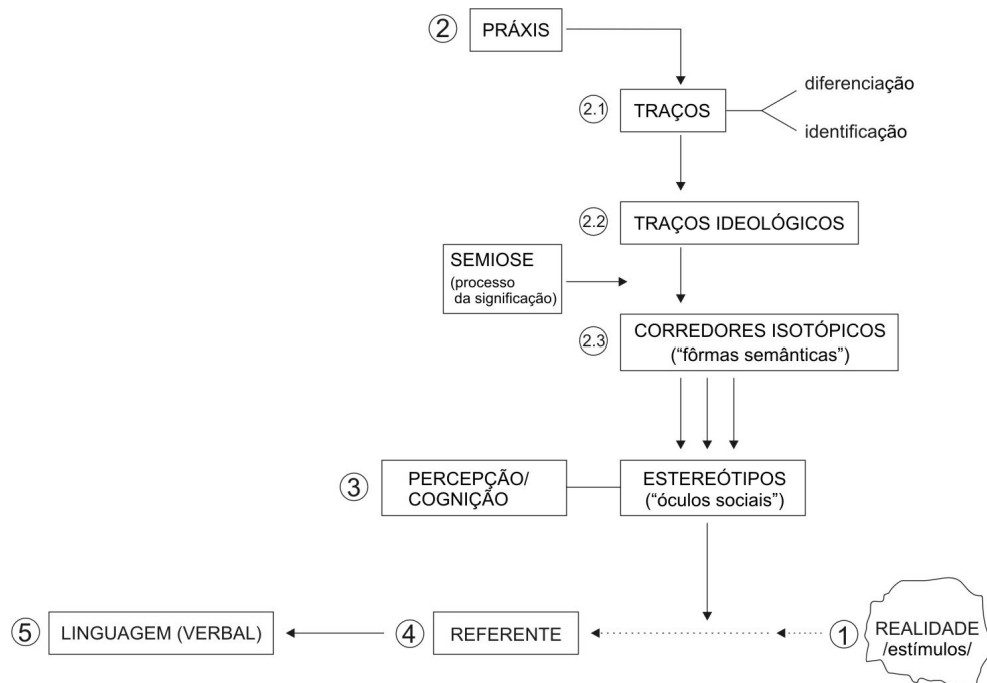 2 PRÁXIS
diferenciação
2.1 TRAÇOS
identificação
2.2 TRAÇOS IDEOLÓGICOS
SEMIOSE
(processo
da significação)
2.3 CORREDORES ISOTÓPICOS
(“fôrmas semânticas”)
3 PERCEPÇÃO/
COGNIÇÃO
ESTEREÓTIPOS
(“óculos sociais”)
5 LINGUAGEM (VERBAL)
4 REFERENTE
1 REALIDADE
/estímulos/